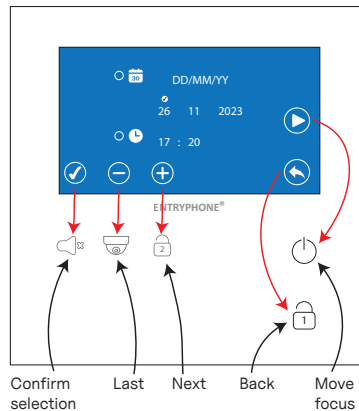 30
DD/MM/YY
26 11 2023
17 : 20
ENTRYPHONE®
2
1
Confirm selection
Last
Next
Back
Move focus